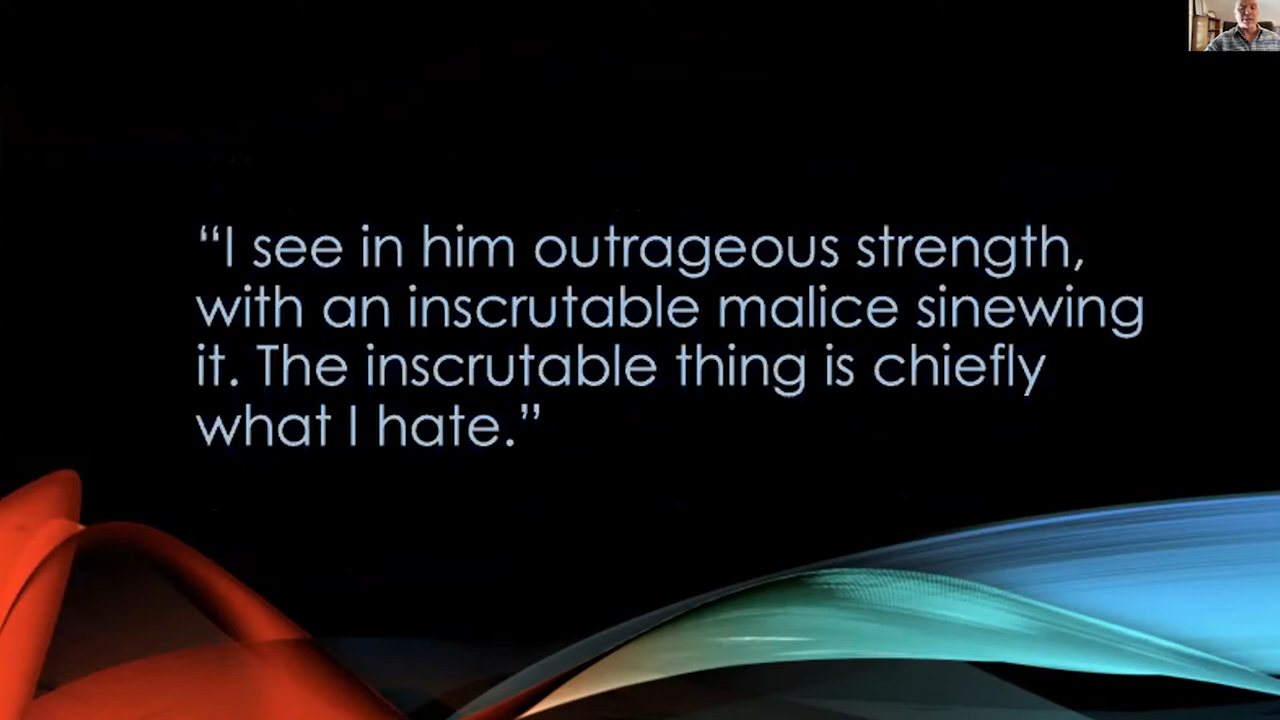 “I see in him outrageous strength,
with an inscrutable malice sinewing
it. The inscrutable thing is chiefly
what I hate.”